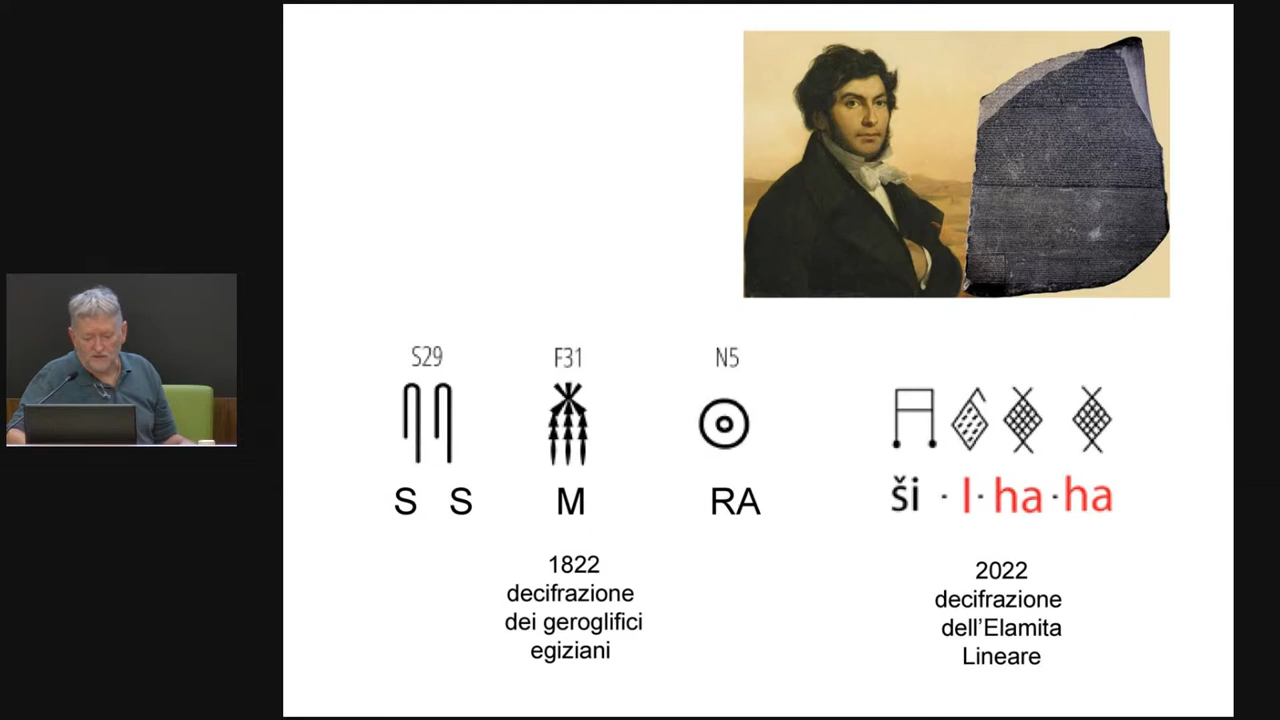 S29 F31 N5
S S M RA
ši · l · ha · ha
1822
decifrazione
dei geroglifici
egiziani
2022
decifrazione
dell’Elamita
Lineare